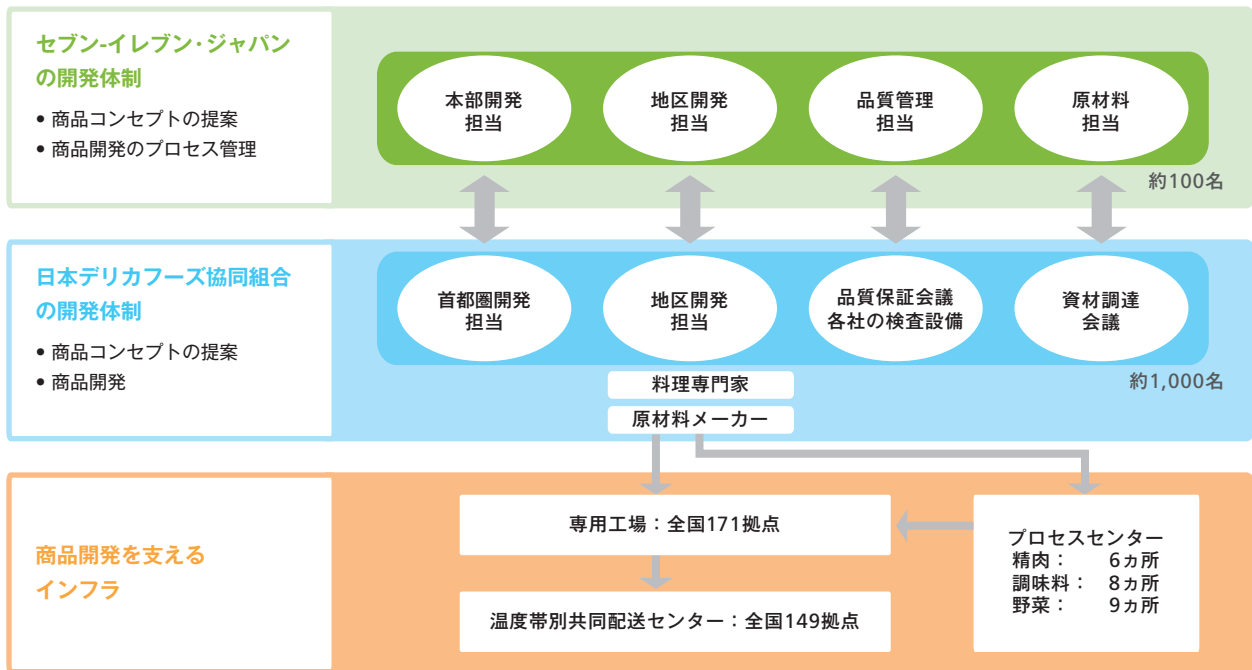 セブン-イレブン・ジャパン
の開発体制
• 商品コンセプトの提案
• 商品開発のプロセス管理
本部開発
担当
地区開発
担当
品質管理
担当
原材料
担当
約100名
日本デリカフーズ協同組合
の開発体制
• 商品コンセプトの提案
• 商品開発
首都圏開発
担当
地区開発
担当
品質保証会議
各社の検査設備
資材調達
会議
約1,000名
料理専門家
原材料メーカー
商品開発を支える
インフラ
専用工場：全国171拠点
温度帯別共同配送センター：全国149拠点
プロセスセンター
精肉： 6ヵ所
調味料： 8ヵ所
野菜： 9ヵ所